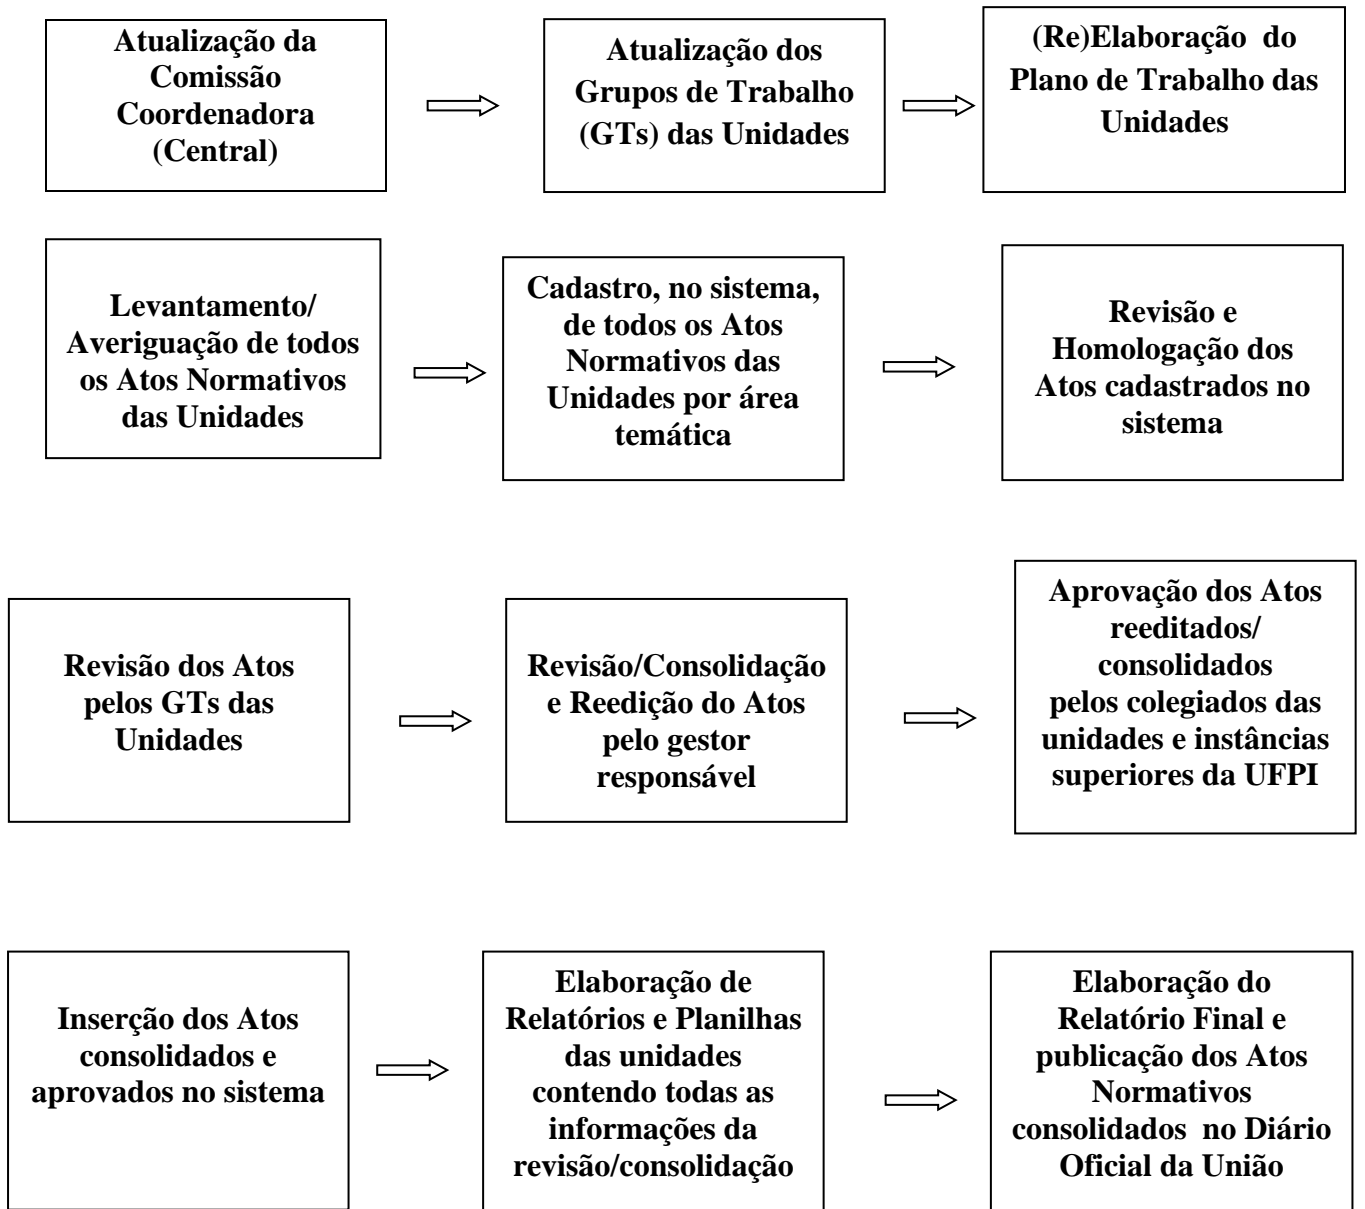 Atualização da
Comissão
Coordenadora
(Central)
Atualização dos
Grupos de Trabalho
(GTs) das Unidades
(Re)Elaboração do
Plano de Trabalho das
Unidades
Levantamento/
Averiguação de todos
os Atos Normativos
das Unidades
Cadastro, no sistema,
de todos os Atos
Normativos das
Unidades por área
temática
Revisão e
Homologação dos
Atos cadastrados no
sistema
Revisão dos Atos
pelos GTs das
Unidades
Revisão/Consolidação
e Reedição do Atos
pelo gestor
responsável
Aprovação dos Atos
reeditados/
consolidados
pelos colegiados das
unidades e instâncias
superiores da UFPI
Inserção dos Atos
consolidados e
aprovados no sistema
Elaboração de
Relatórios e Planilhas
das unidades
contendo todas as
informações da
revisão/consolidação
Elaboração do
Relatório Final e
publicação dos Atos
Normativos
consolidados no Diário
Oficial da União